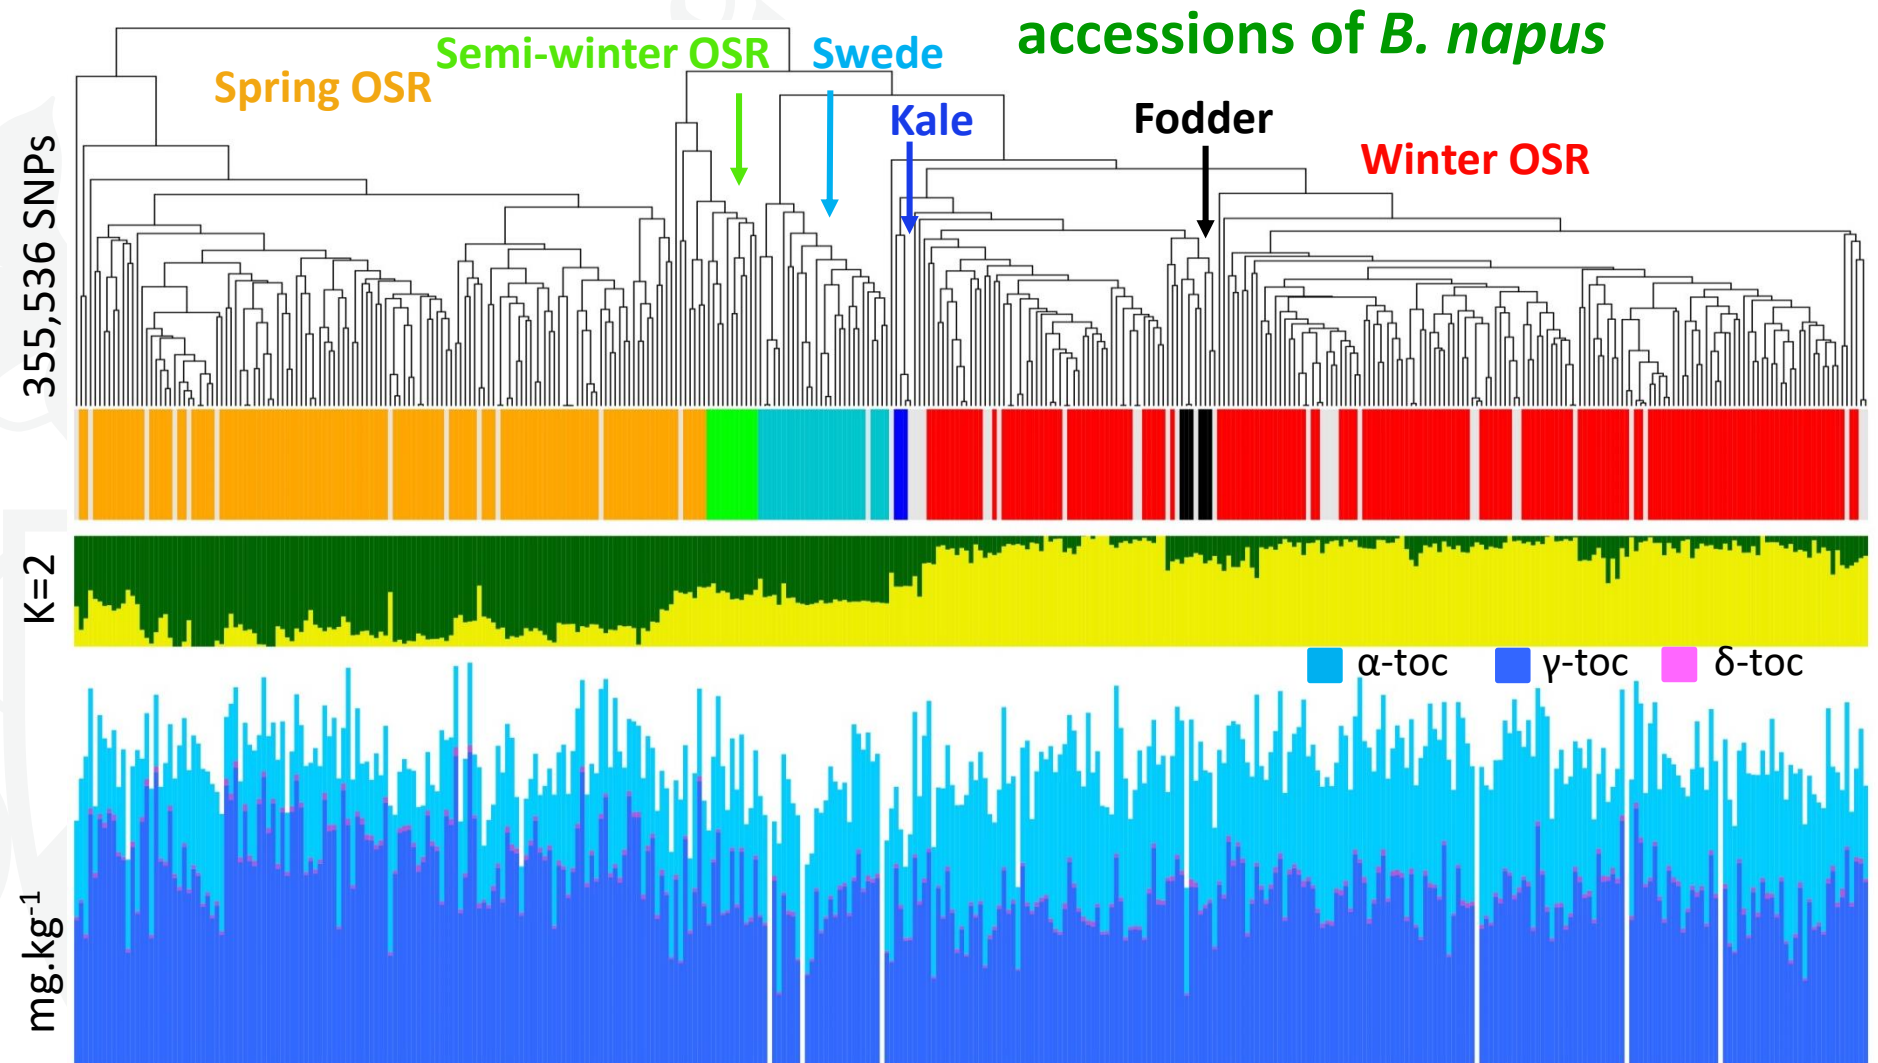 accessions of B. napus
Semi-winter OSR
Swede
Spring OSR
Kale
Fodder
Winter OSR
355,536 SNPs
K=2
α-toc
γ-toc
δ-toc
mg.kg-1